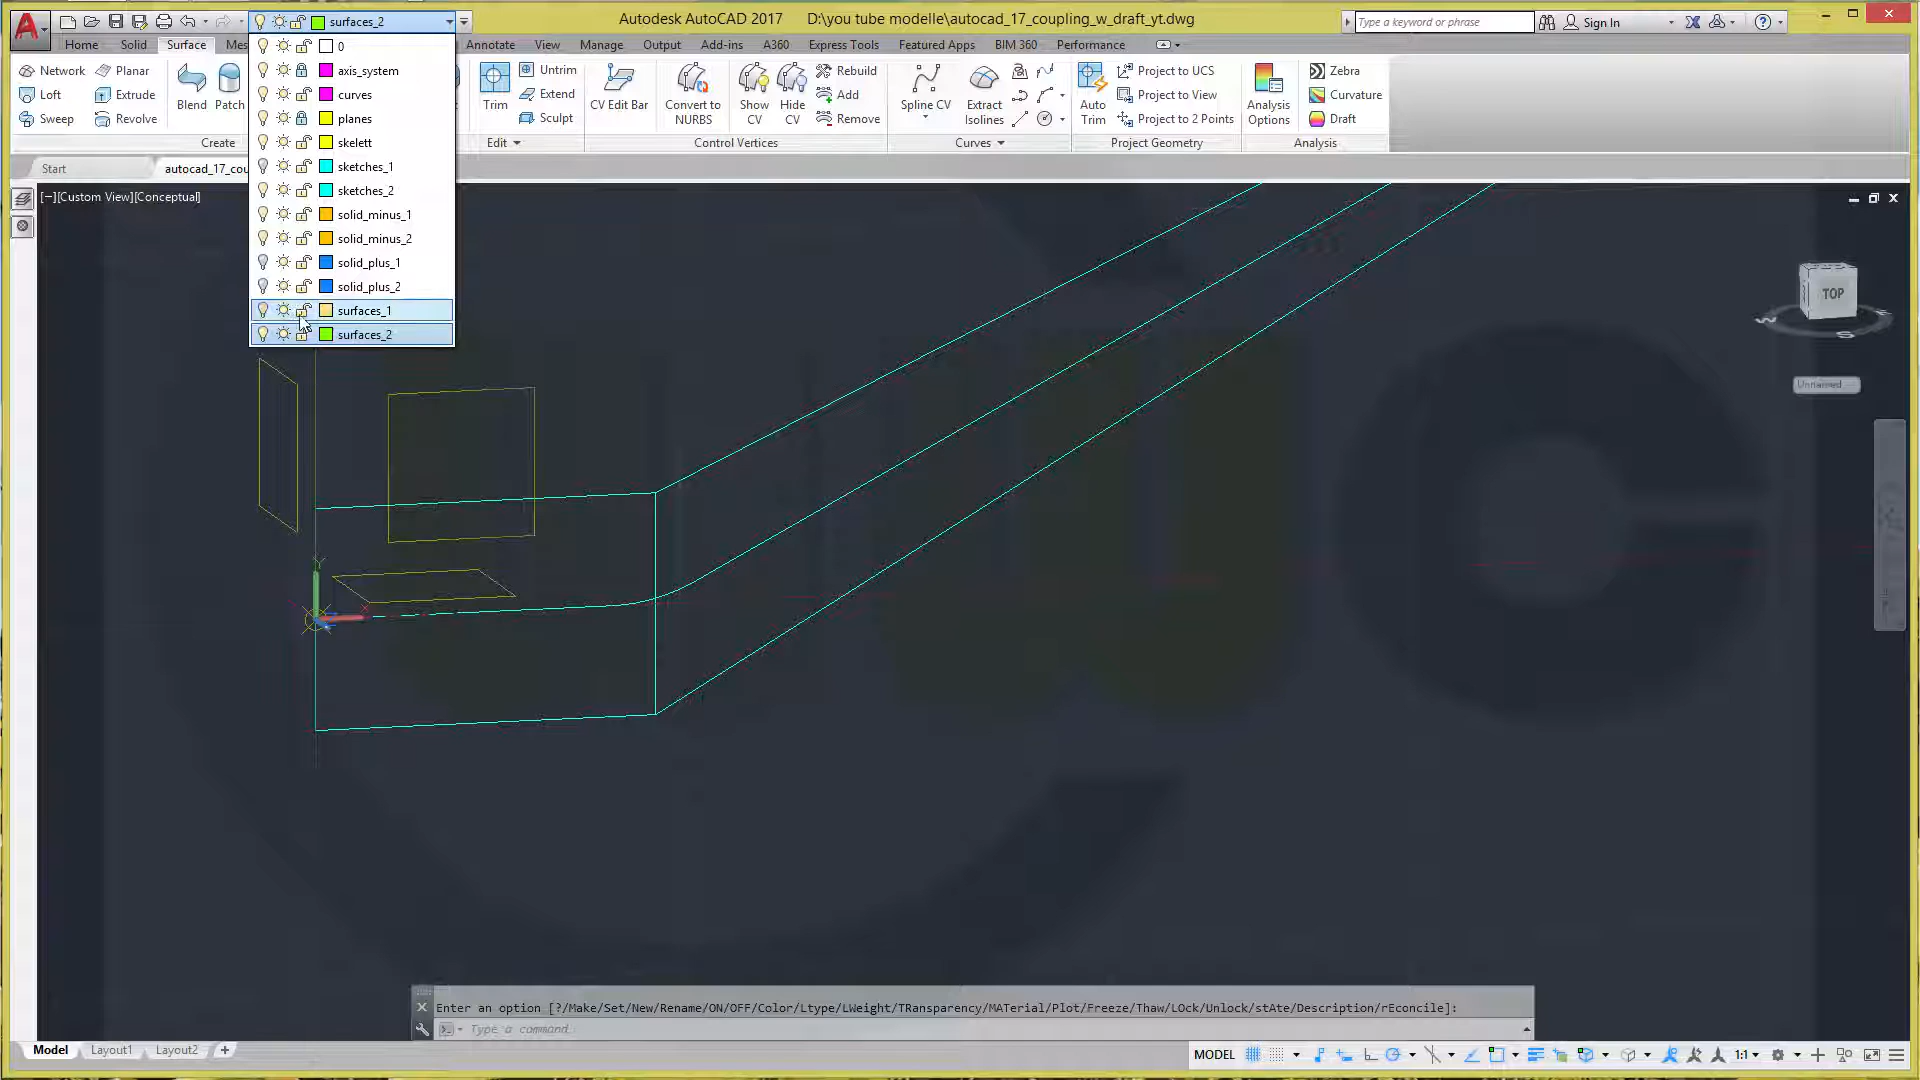 surfaces_2
Autodesk AutoCAD 2017 D:\you tube modelle\autocad_17_coupling_w_draft_yt.dwg
Type a keyword or phrase
Sign In
Home Solid Surface Mes
Annotate View Manage Output Add-ins A360 Express Tools Featured Apps BIM 360 Performance
Network Planar
Loft Extrude
Sweep Revolve
Blend Patch
Create
0
axis_system
curves
planes
skelett
sketches_1
sketches_2
solid_minus_1
solid_minus_2
solid_plus_1
solid_plus_2
surfaces_1
surfaces_2
Trim
Untrim
Extend
Sculpt
Edit
CV Edit Bar
Convert to NURBS
Show CV
Hide CV
Rebuild
Add
Remove
Control Vertices
Spline CV
Extract Isolines
Curves
Auto Trim
Project to UCS
Project to View
Project to 2 Points
Project Geometry
Analysis Options
Zebra
Curvature
Draft
Analysis
Start
autocad_17_cou
[−][Custom View][Conceptual]
TOP
W
S
Unnamed
Y
X
Enter an option [?/Make/Set/New/Rename/ON/OFF/Color/Ltype/LWeight/TRansparency/MATerial/Plot/Freeze/Thaw/LOck/Unlock/stAte/Description/rEconcile]:
Type a command
Model Layout1 Layout2 +
MODEL
1:1